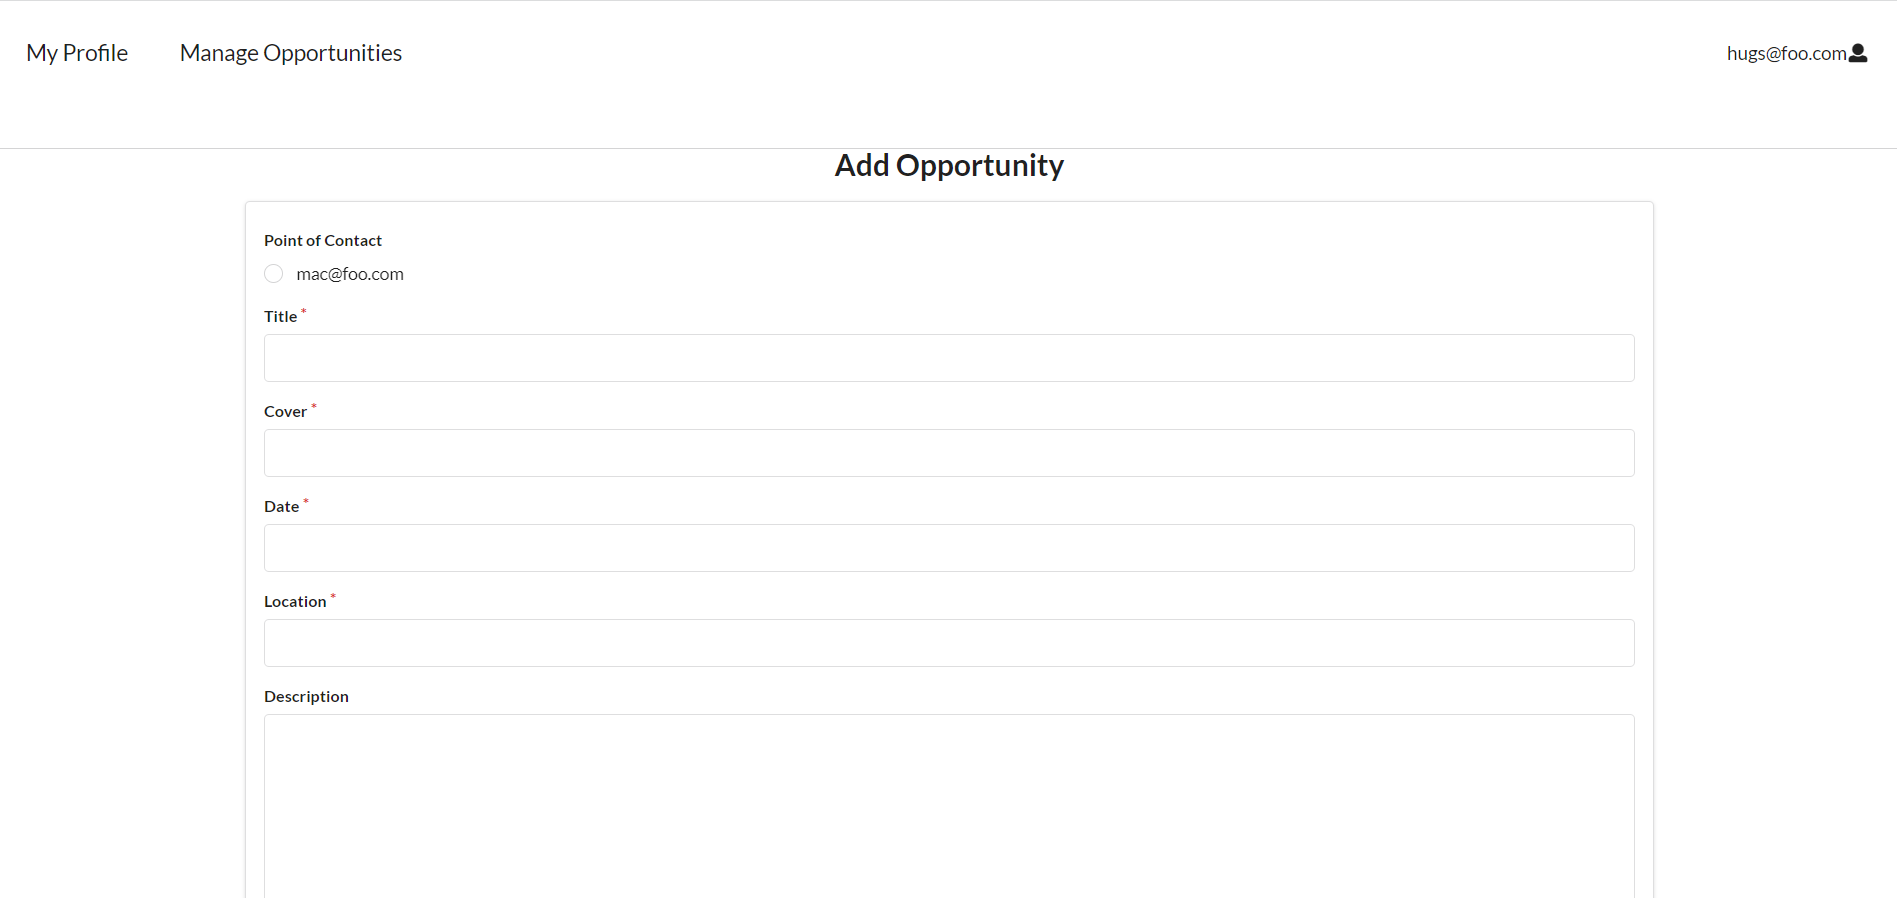 My Profile Manage Opportunities hugs@foo.com
Add Opportunity
Point of Contact
mac@foo.com
Title *
Cover *
Date *
Location *
Description